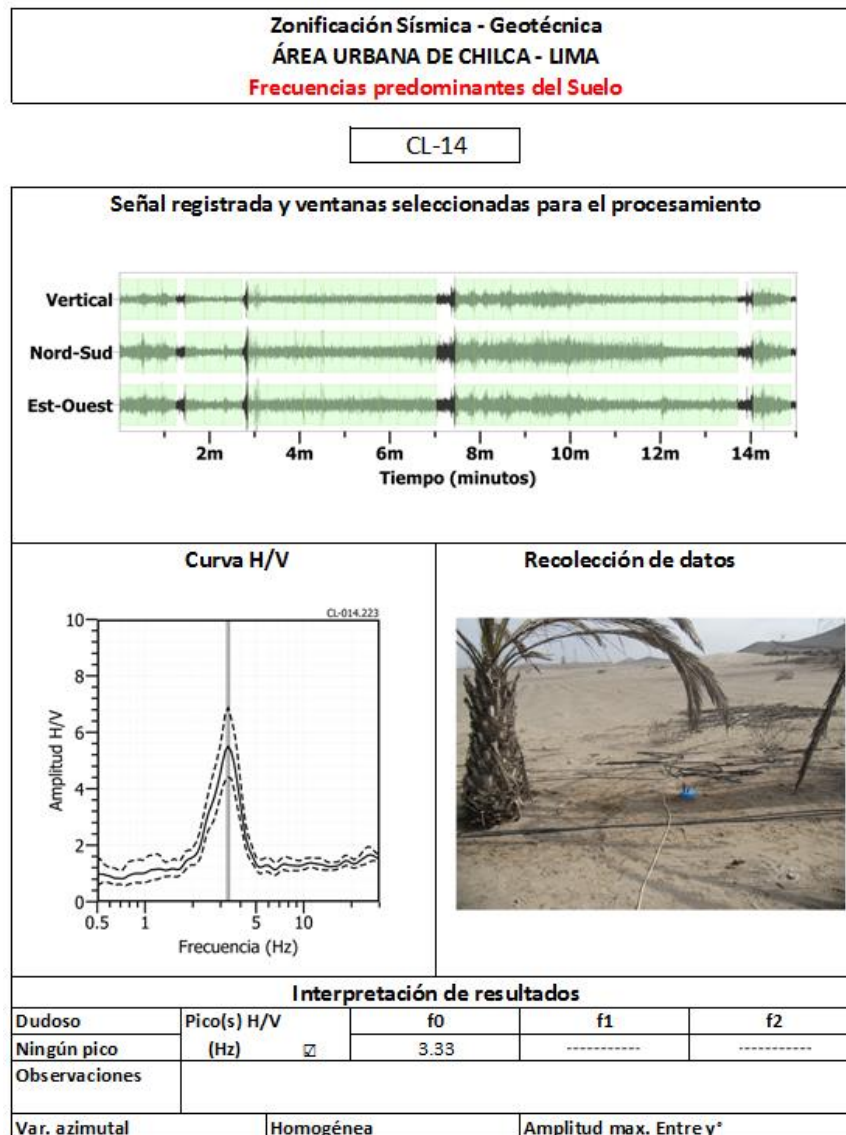 Zonificación Sísmica - Geotécnica
ÁREA URBANA DE CHILCA - LIMA
Frecuencias predominantes del Suelo
CL-14
Señal registrada y ventanas seleccionadas para el procesamiento
Vertical
Nord-Sud
Est-Ouest
2m 4m 6m 8m 10m 12m 14m
Tiempo (minutos)
Curva H/V
CL-014.223
10
8
6
4
2
0
Amplitud H/V
0.5 1 5 10
Frecuencia (Hz)
Recolección de datos
Interpretación de resultados
Dudoso Pico(s) H/V f0 f1 f2
Ningún pico (Hz) ☑ 3.33 ----------- -----------
Observaciones
Var. azimutal Homogénea Amplitud max. Entre y°